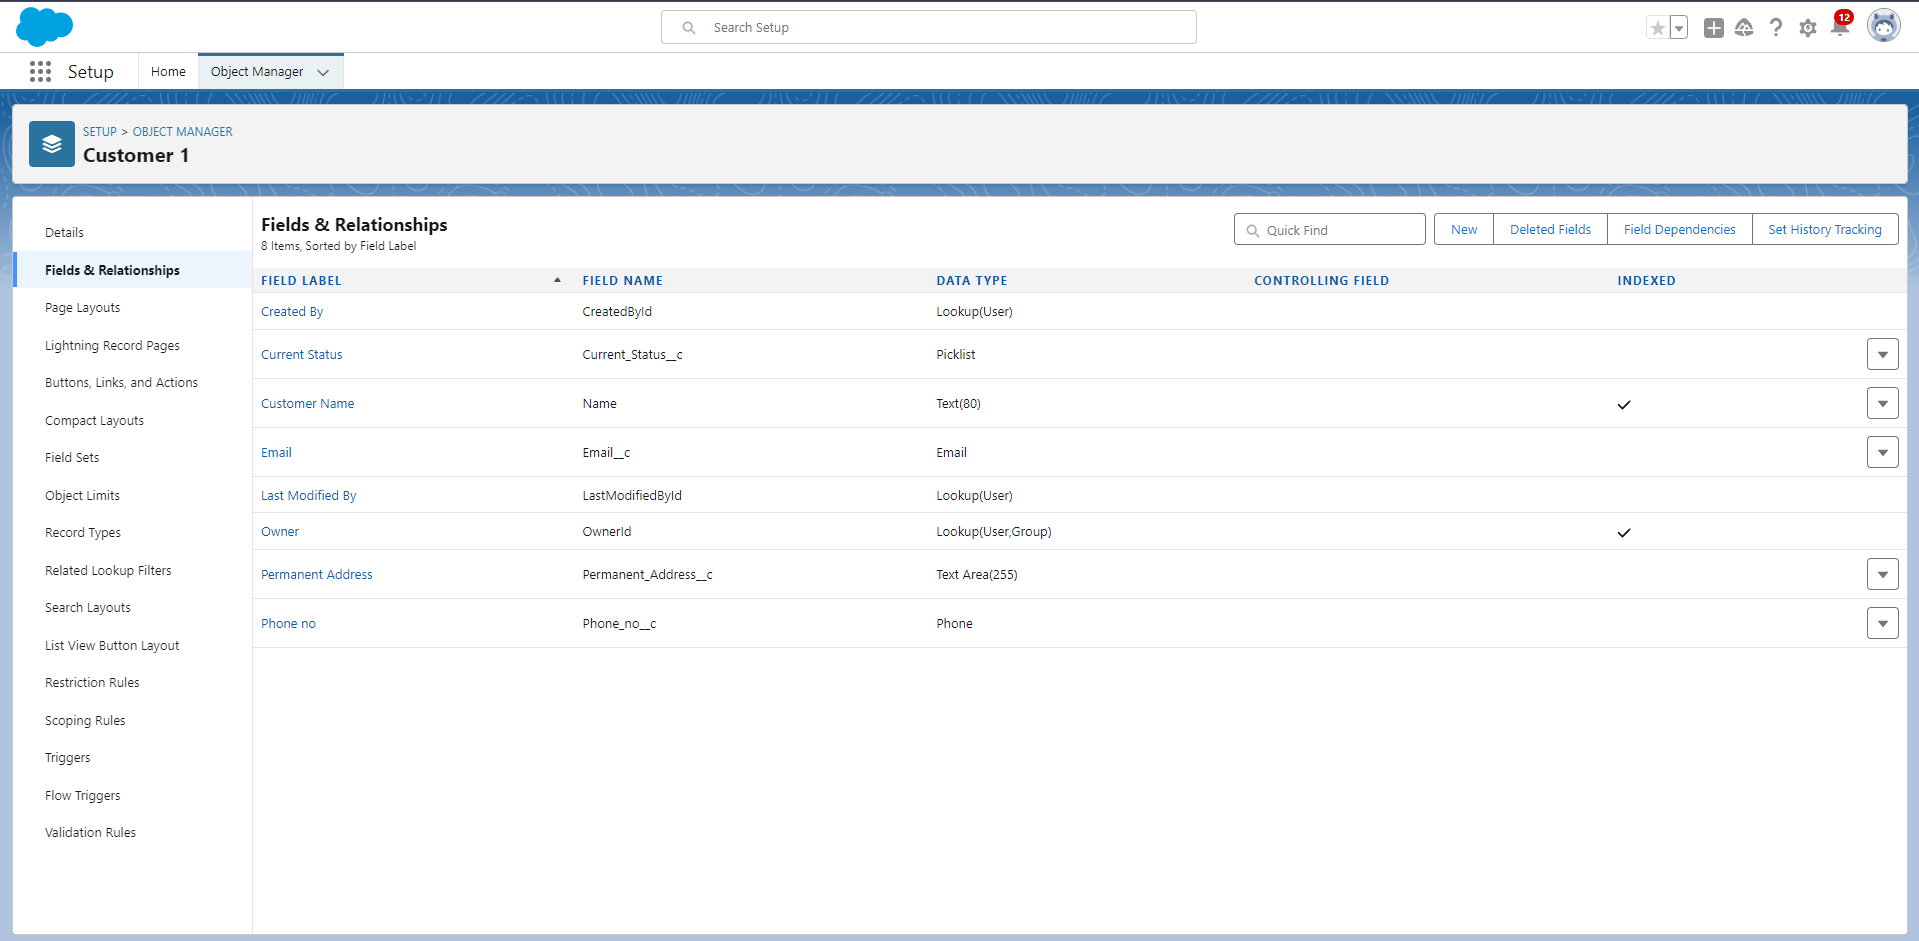 Search Setup
12
Setup
Home
Object Manager
SETUP > OBJECT MANAGER
Customer 1
Details
Fields & Relationships
Page Layouts
Lightning Record Pages
Buttons, Links, and Actions
Compact Layouts
Field Sets
Object Limits
Record Types
Related Lookup Filters
Search Layouts
List View Button Layout
Restriction Rules
Scoping Rules
Triggers
Flow Triggers
Validation Rules
Fields & Relationships
8 Items, Sorted by Field Label
Quick Find
New
Deleted Fields
Field Dependencies
Set History Tracking
FIELD LABEL FIELD NAME DATA TYPE CONTROLLING FIELD INDEXED
Created By CreatedById Lookup(User)
Current Status Current_Status__c Picklist
Customer Name Name Text(80)
Email Email__c Email
Last Modified By LastModifiedById Lookup(User)
Owner OwnerId Lookup(User,Group)
Permanent Address Permanent_Address__c Text Area(255)
Phone no Phone_no__c Phone